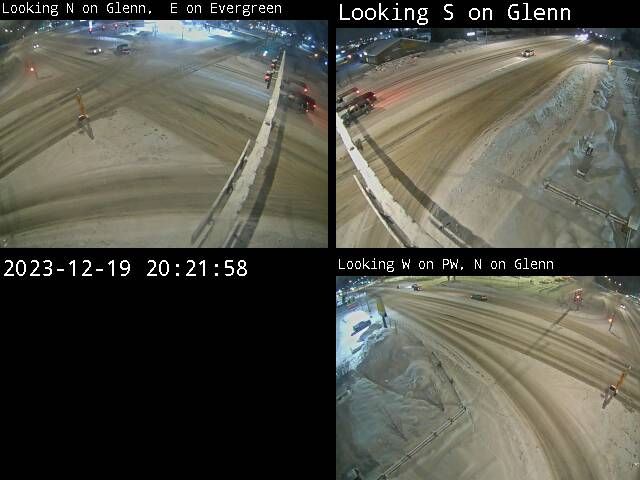 Looking N on Glenn,  E on Evergreen
Looking S on Glenn
2023-12-19 20:21:58
Looking W on PW, N on Glenn